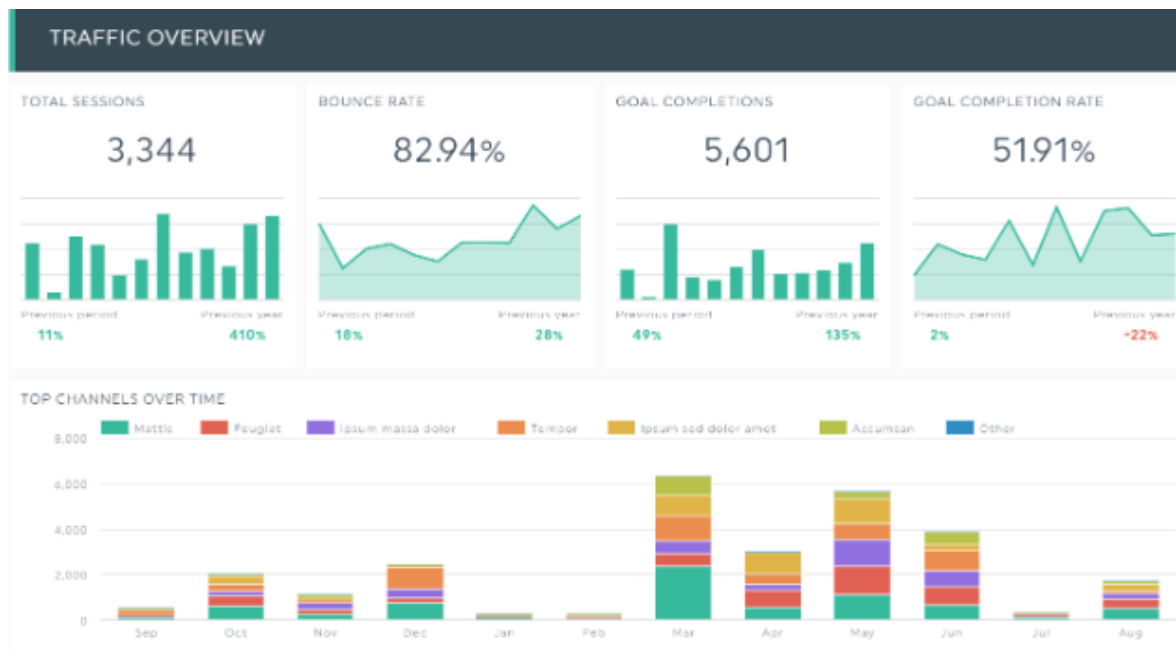 TRAFFIC OVERVIEW
TOTAL SESSIONS
3,344
Previous period
Previous year
11%
410%
BOUNCE RATE
82.94%
Previous period
Previous year
18%
28%
GOAL COMPLETIONS
5,601
Previous period
Previous year
49%
135%
GOAL COMPLETION RATE
51.91%
Previous period
Previous year
2%
-22%
TOP CHANNELS OVER TIME
Mattis Feugiat Ipsum massa dolor Tempor Ipsum sed dolor amet Accumsan Other
8,000
6,000
4,000
2,000
0
Sep Oct Nov Dec Jan Feb Mar Apr May Jun Jul Aug